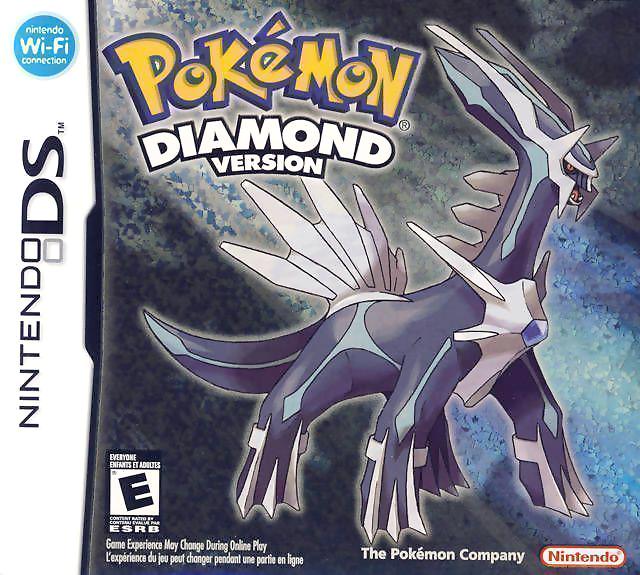 nintendo
Wi-Fi
connection
POKéMON®
DIAMOND
VERSION
NINTENDO DS™
EVERYONE
ENFANTS ET ADULTES
E
CONTENT RATED BY
CONTENU ÉVALUÉ PAR
ESRB
Game Experience May Change During Online Play
L'expérience du jeu peut changer pendant une partie en ligne
The Pokémon Company
Nintendo®